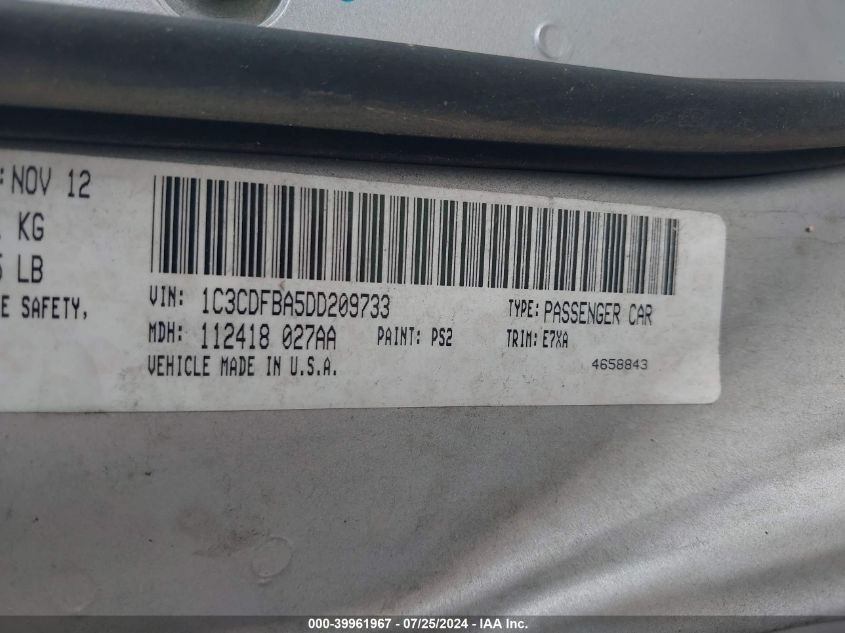 : NOV 12
KG
LB
E SAFETY,
VIN: 1C3CDFBA5DD209733
TYPE: PASSENGER CAR
MDH: 112418 027AA
PAINT: PS2
TRIM: E7XA
VEHICLE MADE IN U.S.A.
4658843
000-39961967 - 07/25/2024 - IAA Inc.